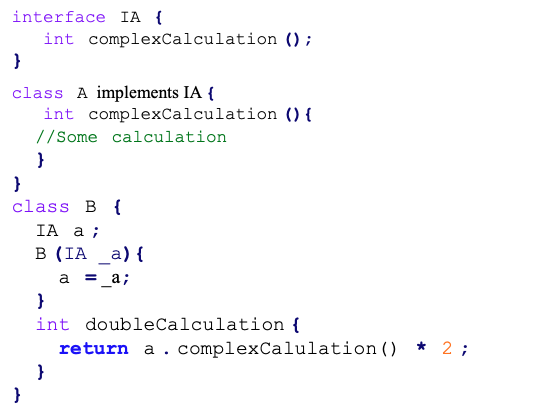 interface IA {
int complexCalculation ();
}
class A implements IA {
int complexCalculation (){
//Some calculation
}
}
class B {
IA a ;
B (IA _a){
a = _a;
}
int doubleCalculation {
return a . complexCalulation() * 2 ;
}
}